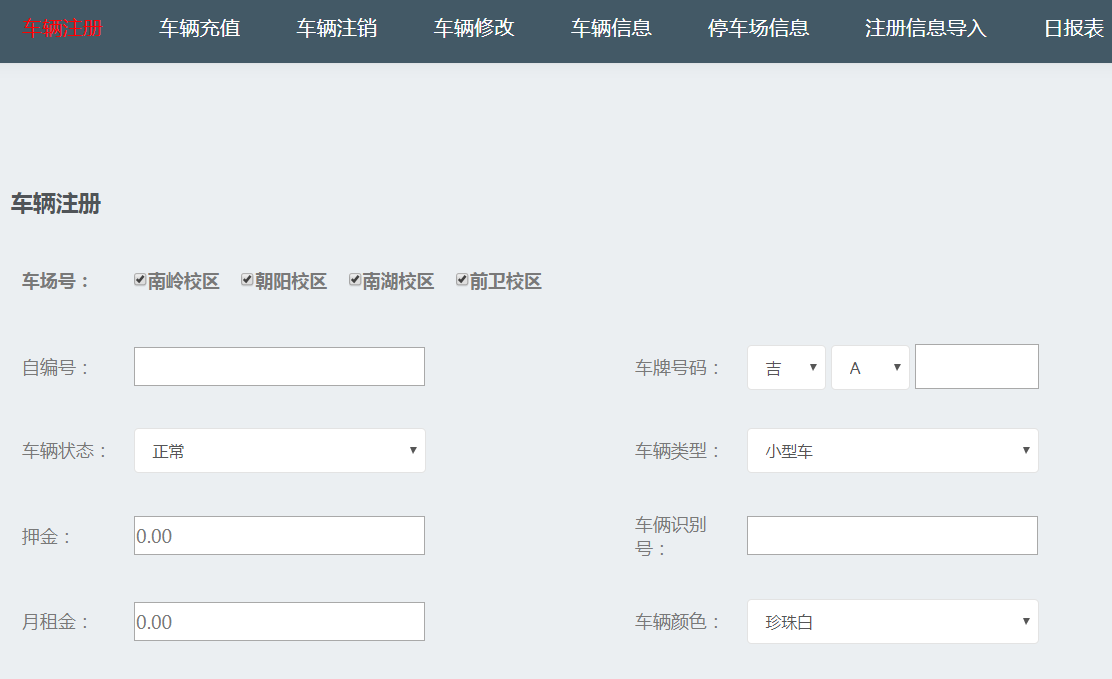 车辆注册 车辆充值 车辆注销 车辆修改 车辆信息 停车场信息 注册信息导入 日报表
车辆注册
车场号： 南岭校区 朝阳校区 南湖校区 前卫校区
自编号： 车牌号码： 吉 A
车辆状态： 正常 车辆类型： 小型车
押金： 0.00 车俩识别
号：
月租金： 0.00 车辆颜色： 珍珠白